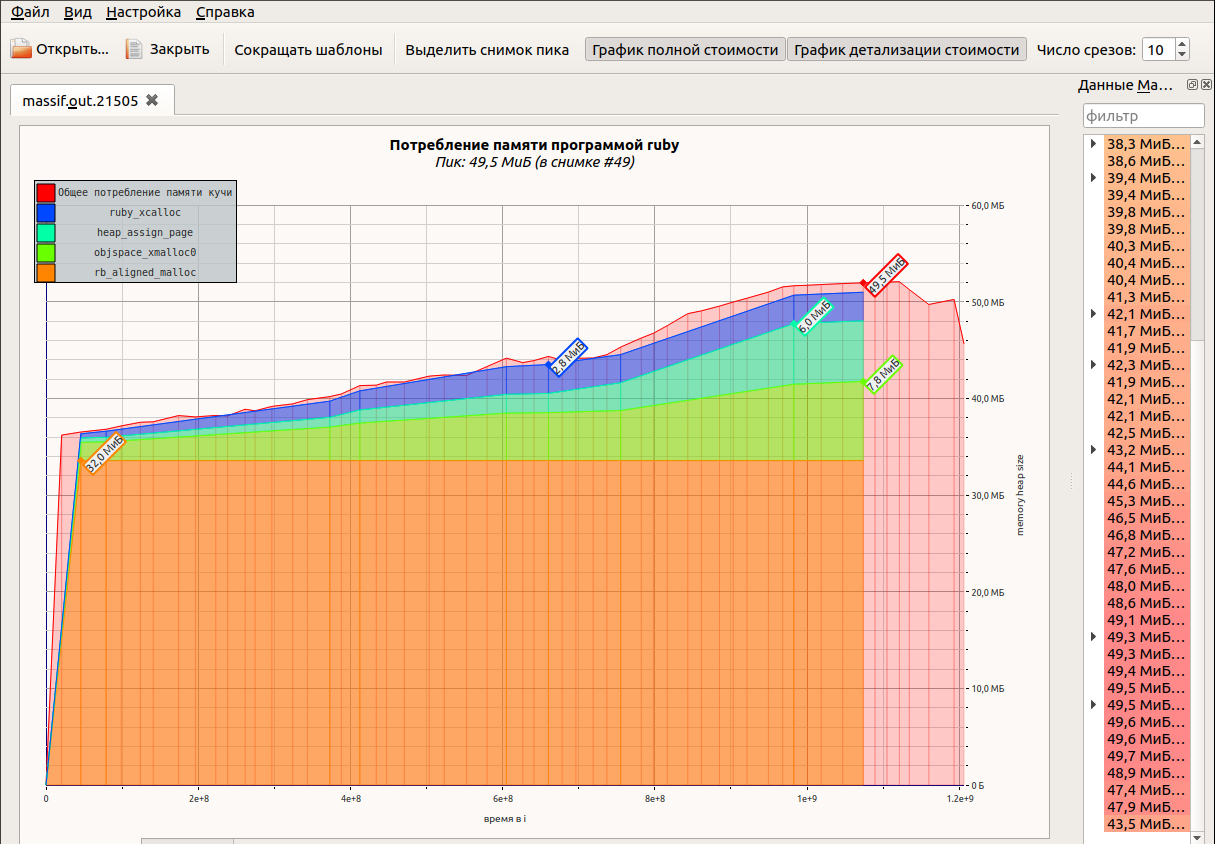 Файл Вид Настройка Справка
Открыть... Закрыть Сокращать шаблоны Выделить снимок пика График полной стоимости График детализации стоимости Число срезов: 10
massif.out.21505
Данные Ма...
фильтр
Потребление памяти программой ruby
Пик: 49,5 МиБ (в снимке #49)
Общее потребление памяти кучи
ruby_xcalloc
heap_assign_page
objspace_xmalloc0
rb_aligned_malloc
49,5 МиБ
6,0 МиБ
2,8 МиБ
7,8 МиБ
32,0 МиБ
60,0 МБ
50,0 МБ
40,0 МБ
30,0 МБ
20,0 МБ
10,0 МБ
0 Б
memory heap size
0 2e+8 4e+8 6e+8 8e+8 1e+9 1.2e+9
время в i
38,3 МиБ...
38,6 МиБ...
39,4 МиБ...
39,4 МиБ...
39,8 МиБ...
39,8 МиБ...
40,3 МиБ...
40,4 МиБ...
40,4 МиБ...
41,3 МиБ...
42,1 МиБ...
41,7 МиБ...
41,9 МиБ...
42,3 МиБ...
41,9 МиБ...
42,1 МиБ...
42,1 МиБ...
42,5 МиБ...
43,2 МиБ...
44,1 МиБ...
44,6 МиБ...
45,3 МиБ...
46,5 МиБ...
46,8 МиБ...
47,2 МиБ...
47,6 МиБ...
48,0 МиБ...
48,6 МиБ...
49,1 МиБ...
49,3 МиБ...
49,3 МиБ...
49,4 МиБ...
49,5 МиБ...
49,5 МиБ...
49,6 МиБ...
49,6 МиБ...
49,7 МиБ...
48,9 МиБ...
47,4 МиБ...
47,9 МиБ...
43,5 МиБ...